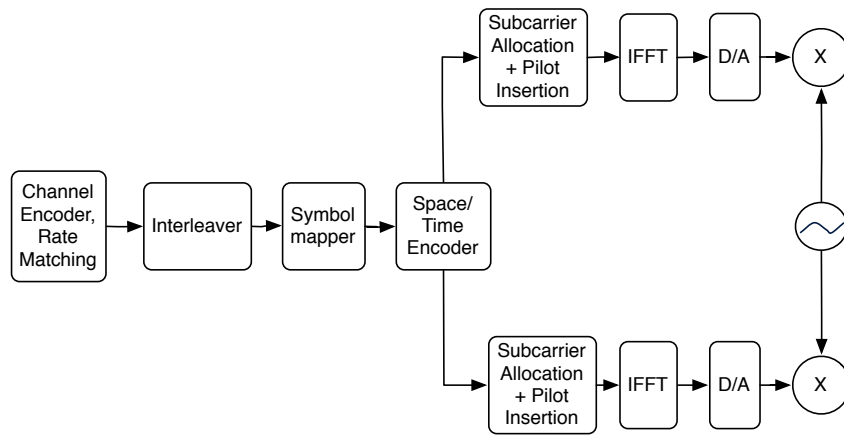 Subcarrier
Allocation
+ Pilot
Insertion
IFFT
D/A
X
Channel
Encoder,
Rate
Matching
Interleaver
Symbol
mapper
Space/
Time
Encoder
Subcarrier
Allocation
+ Pilot
Insertion
IFFT
D/A
X